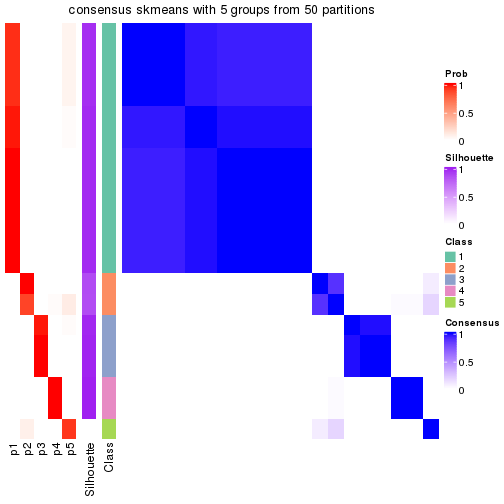 consensus skmeans with 5 groups from 50 partitions
Prob
1
0.5
0
Silhouette
1
0.5
0
Class
1
2
3
4
5
Consensus
1
0.5
0
p1
p2
p3
p4
p5
Silhouette
Class